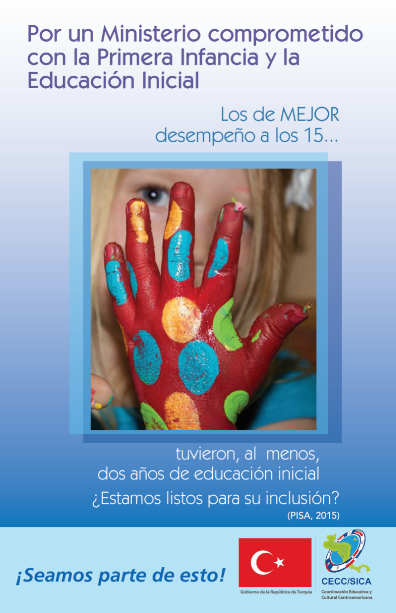 Por un Ministerio comprometido
con la Primera Infancia y la
Educación Inicial
Los de MEJOR
desempeño a los 15...
tuvieron, al menos,
dos años de educación inicial
¿Estamos listos para su inclusión?
(PISA, 2015)
¡Seamos parte de esto!
Gobierno de la República de Turquía
CECC/SICA
Coordinación Educativa y
Cultural Centroamericana